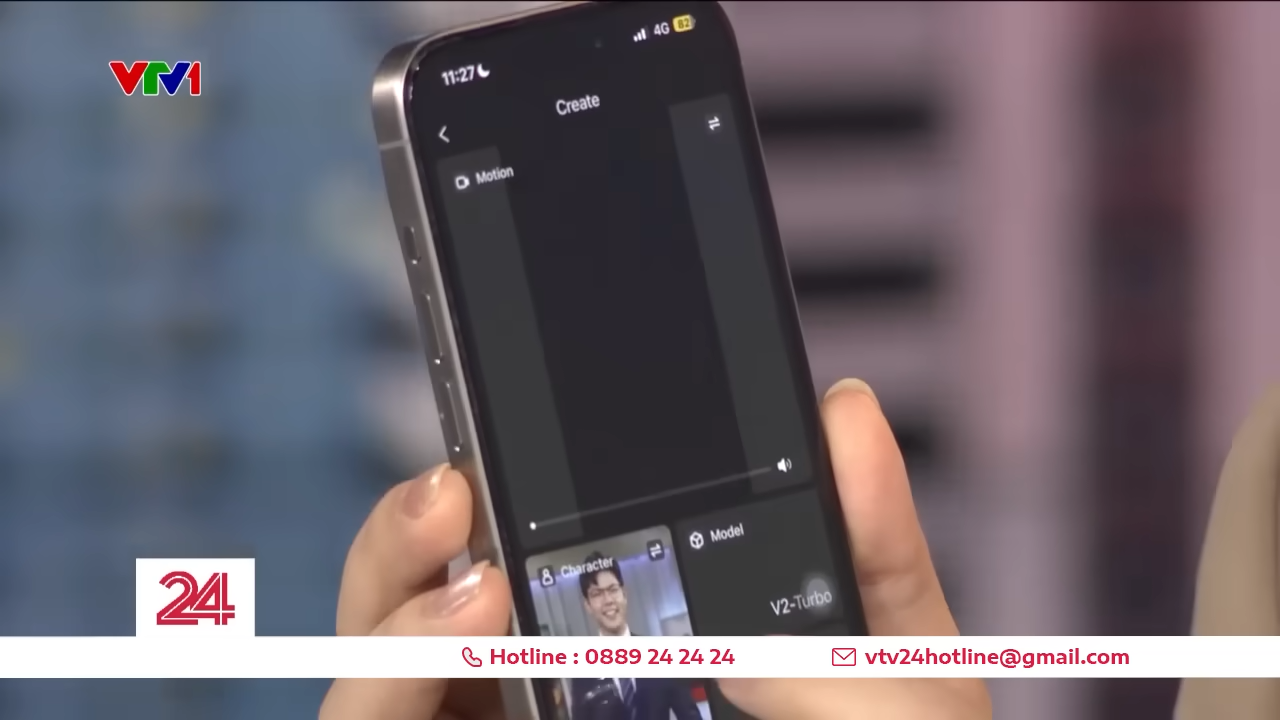 VTV1
11:27
4G 82
Create
Motion
Character
Model
V2-Turbo
24
Hotline : 0889 24 24 24
vtv24hotline@gmail.com